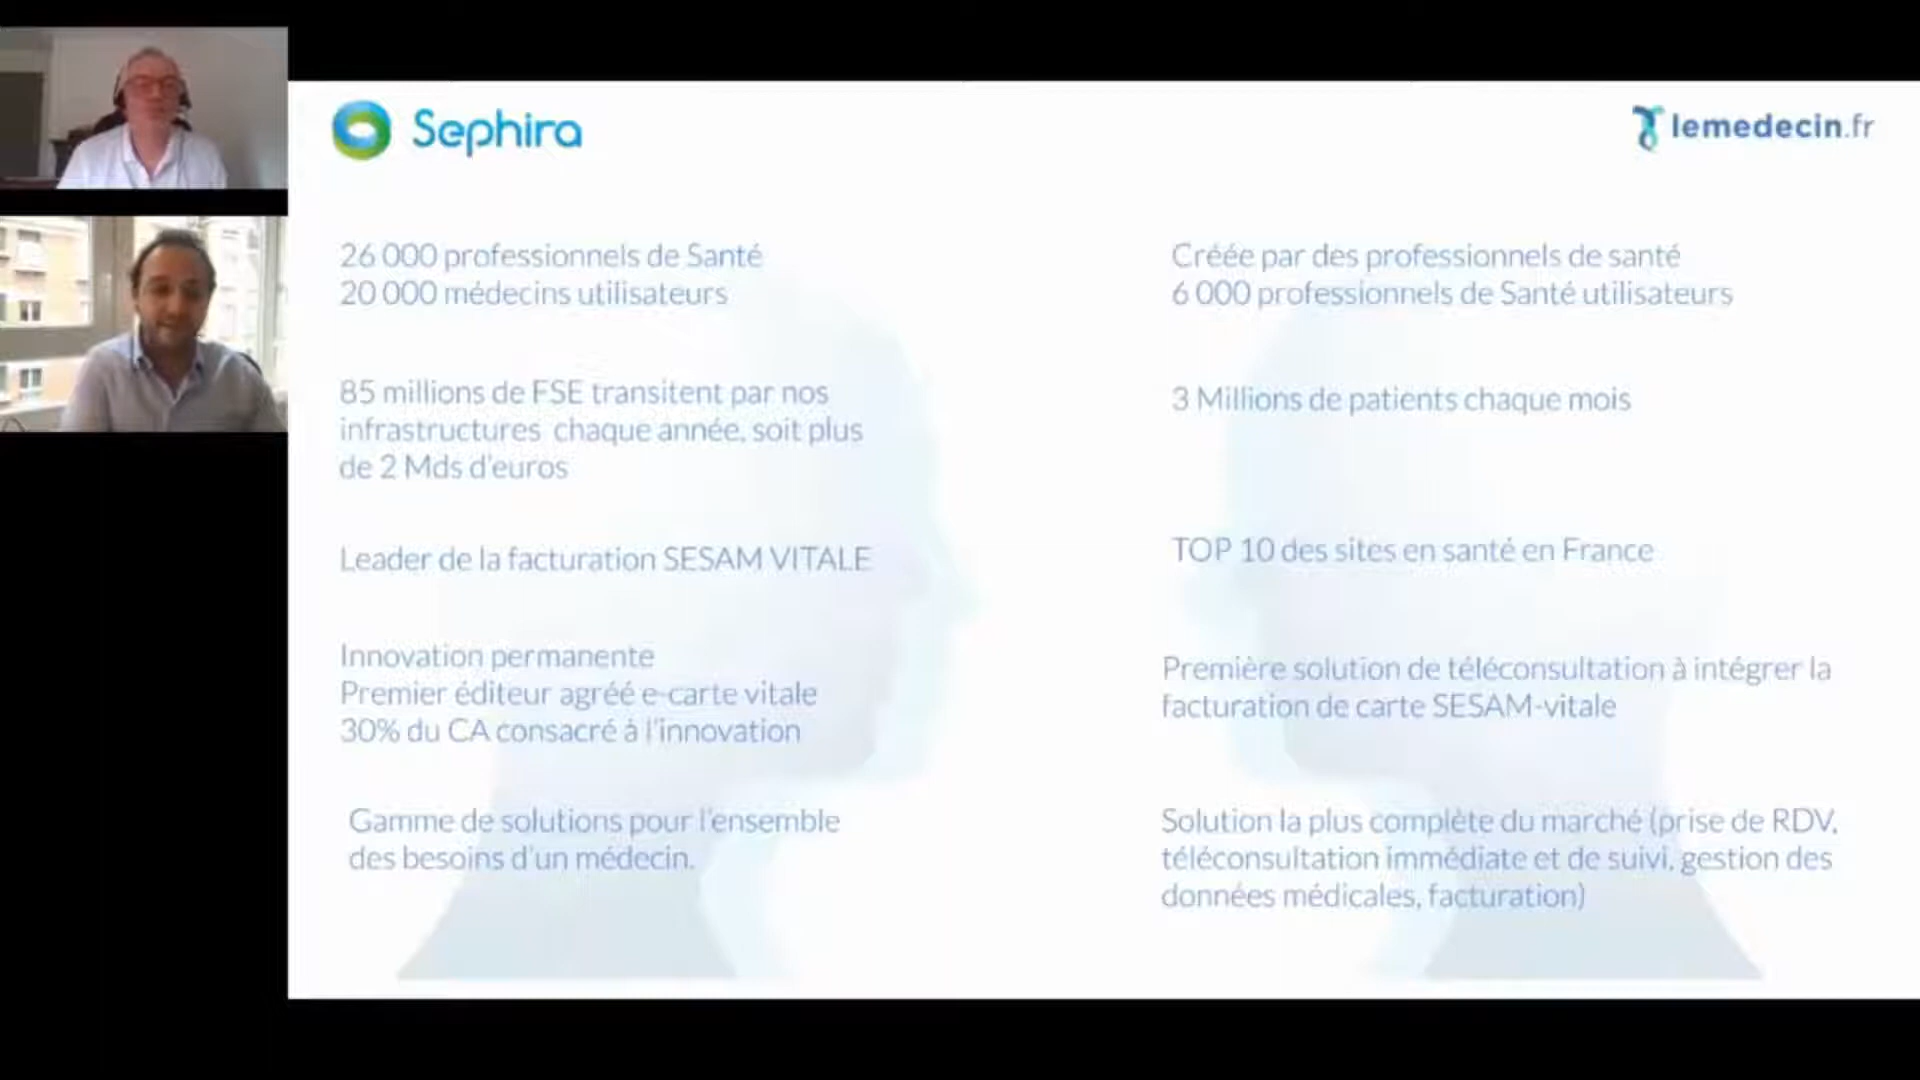 Sephira
26 000 professionnels de Santé
20 000 médecins utilisateurs
85 millions de FSE transitent par nos
infrastructures chaque année, soit plus
de 2 Mds d'euros
Leader de la facturation SESAM VITALE
Innovation permanente
Premier éditeur agréé e-carte vitale
30% du CA consacré à l'innovation
Gamme de solutions pour l'ensemble
des besoins d'un médecin.
lemedecin.fr
Créée par des professionnels de santé
6 000 professionnels de Santé utilisateurs
3 Millions de patients chaque mois
TOP 10 des sites en santé en France
Première solution de téléconsultation à intégrer la
facturation de carte SESAM-vitale
Solution la plus complète du marché (prise de RDV,
téléconsultation immédiate et de suivi, gestion des
données médicales, facturation)